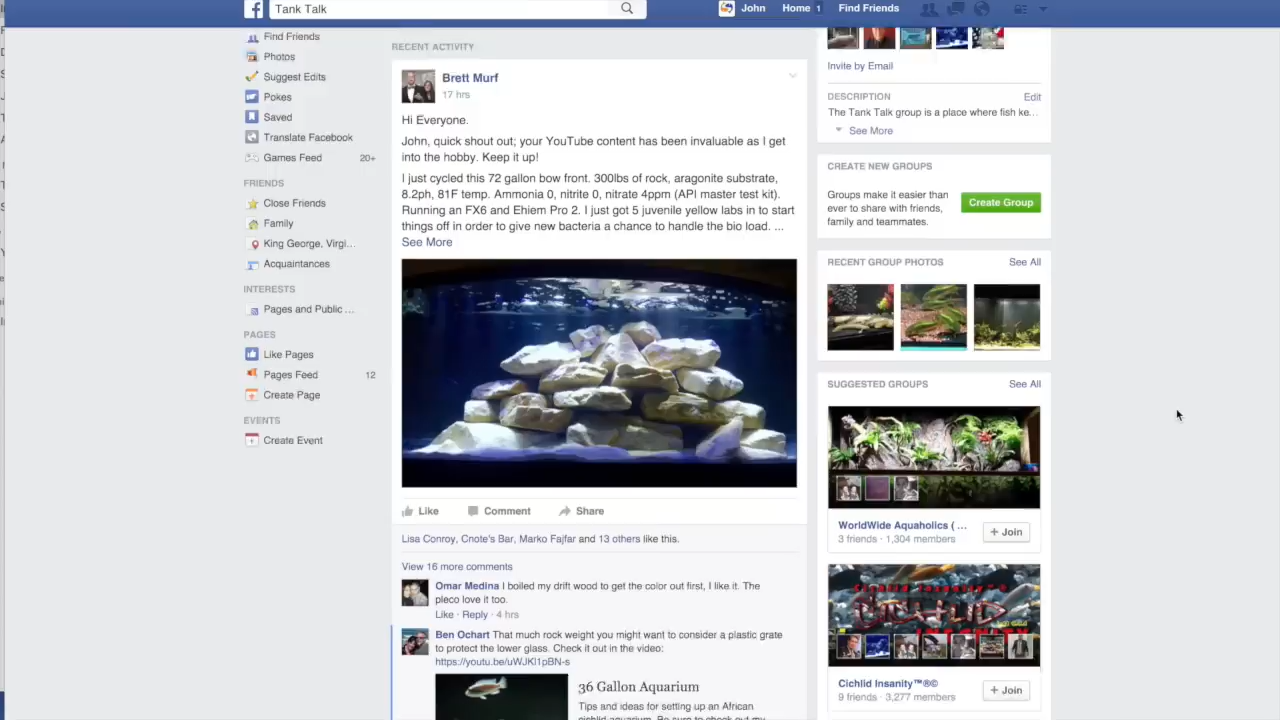 Tank Talk
John
Home
1
Find Friends
Find Friends
Photos
Suggest Edits
Pokes
Saved
Translate Facebook
Games Feed 20+
FRIENDS
Close Friends
Family
King George, Virgi...
Acquaintances
INTERESTS
Pages and Public ...
PAGES
Like Pages
Pages Feed 12
Create Page
EVENTS
Create Event
RECENT ACTIVITY
Brett Murf
17 hrs
Hi Everyone.
John, quick shout out; your YouTube content has been invaluable as I get
into the hobby. Keep it up!
I just cycled this 72 gallon bow front. 300lbs of rock, aragonite substrate,
8.2ph, 81F temp. Ammonia 0, nitrite 0, nitrate 4ppm (API master test kit).
Running an FX6 and Ehiem Pro 2. I just got 5 juvenile yellow labs in to start
things off in order to give new bacteria a chance to handle the bio load. ...
See More
Like Comment Share
Lisa Conroy, Cnote's Bar, Marko Fajfar and 13 others like this.
View 16 more comments
Omar Medina I boiled my drift wood to get the color out first, I like it. The
pleco love it too.
Like · Reply · 4 hrs
Ben Ochart That much rock weight you might want to consider a plastic grate
to protect the lower glass. Check it out in the video:
https://youtu.be/uWJKl1pBN-s
36 Gallon Aquarium
Tips and ideas for setting up an African
cichlid aquarium. Be sure to check out my
Invite by Email
DESCRIPTION Edit
The Tank Talk group is a place where fish ke...
See More
CREATE NEW GROUPS
Groups make it easier than
ever to share with friends,
family and teammates.
Create Group
RECENT GROUP PHOTOS See All
SUGGESTED GROUPS See All
WorldWide Aquaholics ( ...
3 friends · 1,304 members
+ Join
CICHLID
Cichlid Insanity™®©
9 friends · 3,277 members
+ Join